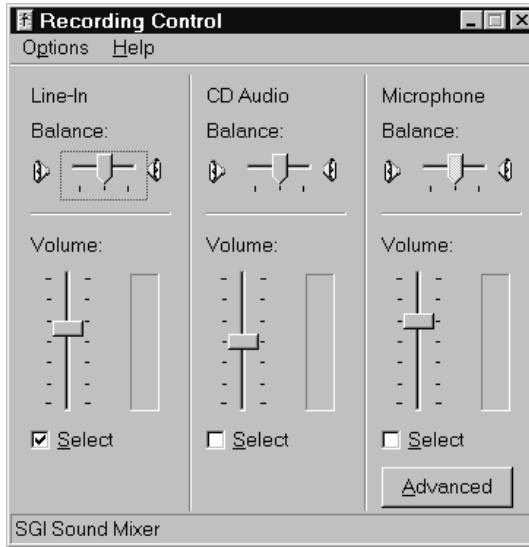 Recording Control
Options Help
Line-In CD Audio Microphone
Balance: Balance: Balance:
Volume: Volume: Volume:
Select Select Select
Advanced
SGI Sound Mixer